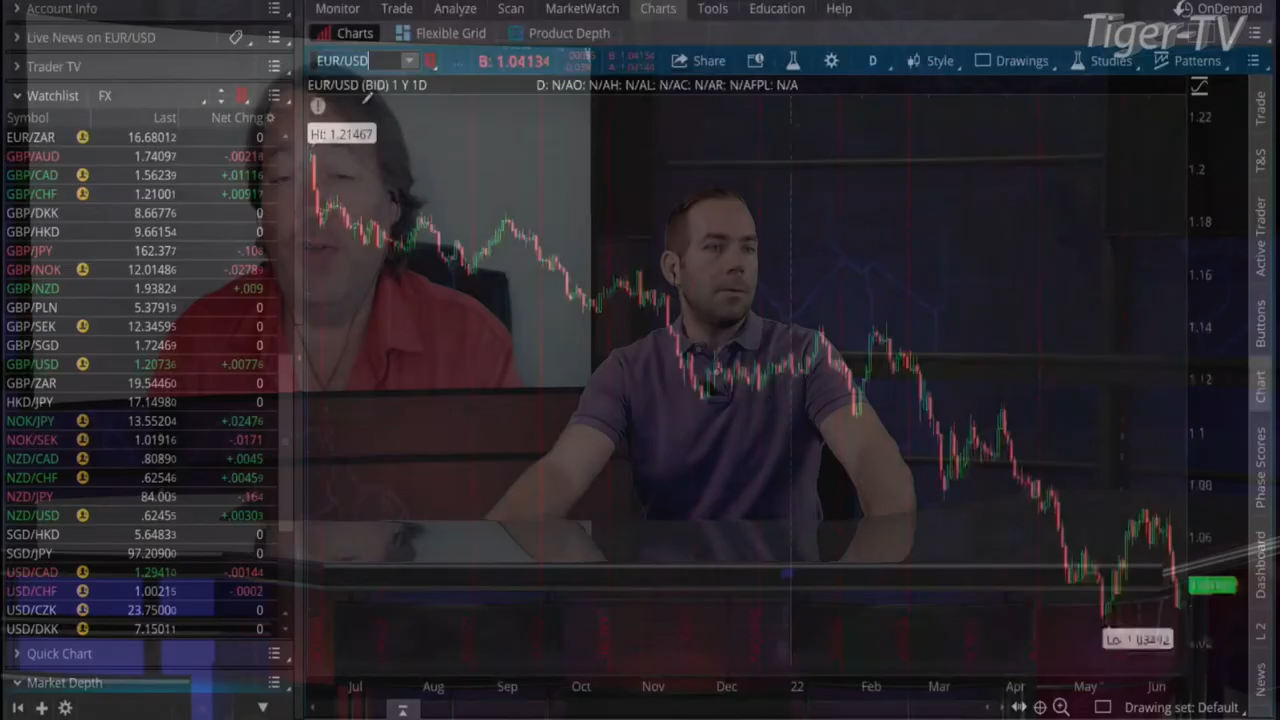 Account Info
Monitor Trade Analyze Scan MarketWatch Charts Tools Education Help
OnDemand
Tiger-TV
Live News on EUR/USD
Charts Flexible Grid Product Depth
Trader TV
EUR/USD B: 1.04134 Share D Style Drawings Studies Patterns
Watchlist FX
EUR/USD (BID) 1 Y 1D D: N/AO: N/AH: N/AL: N/AC: N/AR: N/AFPL: N/A
Symbol Last Net Chng
EUR/ZAR 16.68012 0
GBP/AUD 1.74097 -.00218
GBP/CAD 1.56239 +.01116
GBP/CHF 1.21001 +.00917
GBP/DKK 8.66776 0
GBP/HKD 9.66154 0
GBP/JPY 162.377 -.108
GBP/NOK 12.01486 -.02789
GBP/NZD 1.93824 +.009
GBP/PLN 5.37919 0
GBP/SEK 12.34595 0
GBP/SGD 1.72469 0
GBP/USD 1.20736 +.00776
GBP/ZAR 19.54460 0
HKD/JPY 17.14980 0
NOK/JPY 13.55204 +.02476
NOK/SEK 1.01916 -.0171
NZD/CAD .80890 +.0045
NZD/CHF .62546 +.00459
NZD/JPY 84.005 -.164
NZD/USD .62455 +.00303
SGD/HKD 5.64833 0
SGD/JPY 97.20900 0
USD/CAD 1.29410 -.00144
USD/CHF 1.00215 -.0002
USD/CZK 23.75000 0
USD/DKK 7.15011 0
Quick Chart
Market Depth
Hi: 1.21467
1.22
1.2
1.18
1.16
1.14
1.12
1.1
1.08
1.06
Jul Aug Sep Oct Nov Dec 22 Feb Mar Apr May Jun
Drawing set: Default
Trade
T&S
Active Trader
Buttons
Chart
Phase Scores
Dashboard
L 2
News